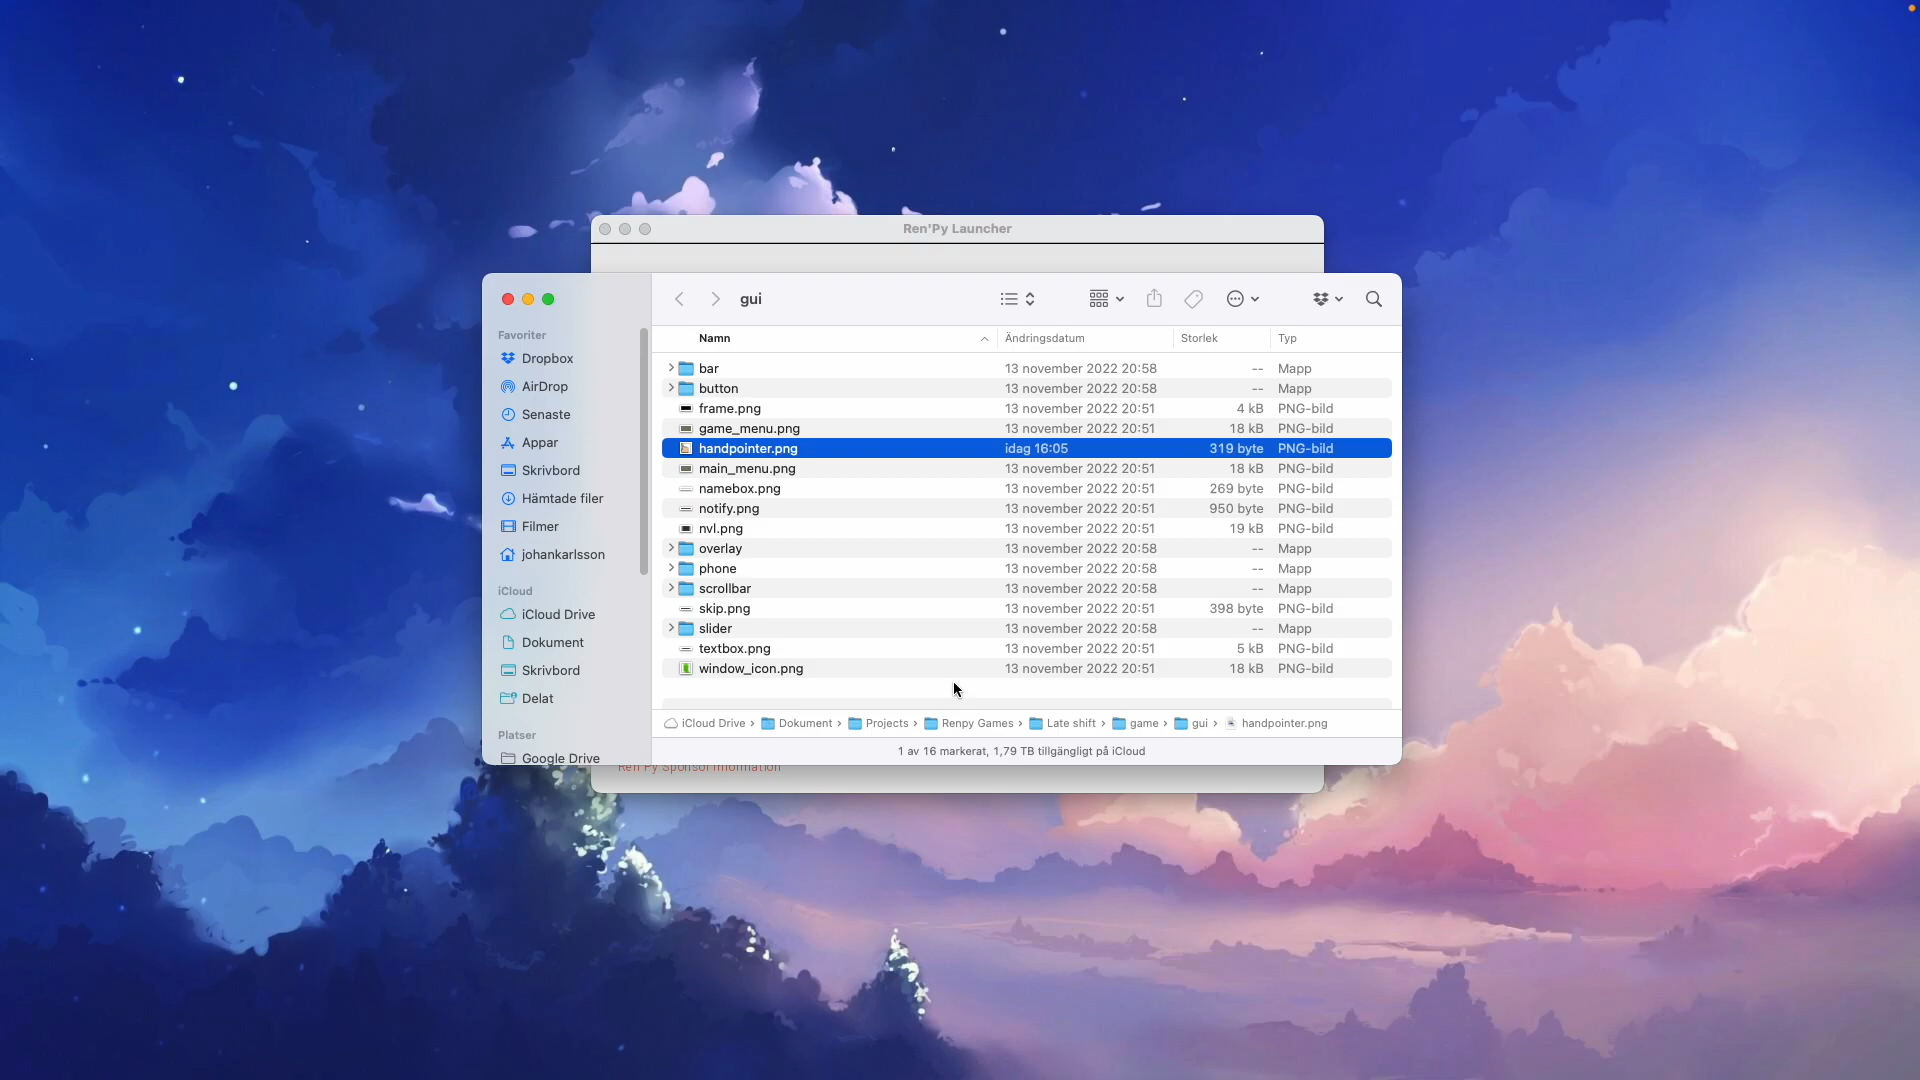 Ren'Py Launcher
gui
Favoriter
Dropbox
AirDrop
Senaste
Appar
Skrivbord
Hämtade filer
Filmer
johankarlsson
iCloud
iCloud Drive
Dokument
Skrivbord
Delat
Platser
Google Drive
Namn Ändringsdatum Storlek Typ
bar 13 november 2022 20:58 -- Mapp
button 13 november 2022 20:58 -- Mapp
frame.png 13 november 2022 20:51 4 kB PNG-bild
game_menu.png 13 november 2022 20:51 18 kB PNG-bild
handpointer.png idag 16:05 319 byte PNG-bild
main_menu.png 13 november 2022 20:51 18 kB PNG-bild
namebox.png 13 november 2022 20:51 269 byte PNG-bild
notify.png 13 november 2022 20:51 950 byte PNG-bild
nvl.png 13 november 2022 20:51 19 kB PNG-bild
overlay 13 november 2022 20:58 -- Mapp
phone 13 november 2022 20:58 -- Mapp
scrollbar 13 november 2022 20:58 -- Mapp
skip.png 13 november 2022 20:51 398 byte PNG-bild
slider 13 november 2022 20:58 -- Mapp
textbox.png 13 november 2022 20:51 5 kB PNG-bild
window_icon.png 13 november 2022 20:51 18 kB PNG-bild
iCloud Drive › Dokument › Projects › Renpy Games › Late shift › game › gui › handpointer.png
1 av 16 markerat, 1,79 TB tillgängligt på iCloud
Ren'Py Sponsor Information